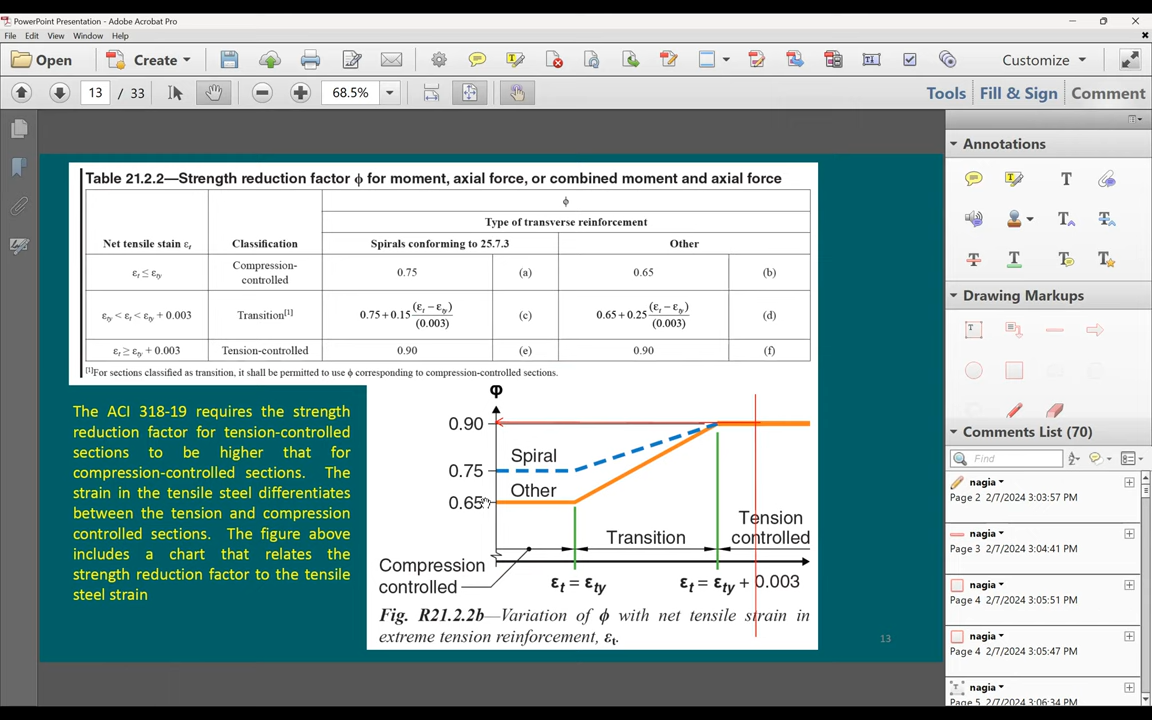 PowerPoint Presentation - Adobe Acrobat Pro
File Edit View Window Help
Open Create Customize
13 / 33 68.5% Tools Fill & Sign Comment
Table 21.2.2—Strength reduction factor ϕ for moment, axial force, or combined moment and axial force
ϕ
Type of transverse reinforcement
Net tensile stain εt Classification Spirals conforming to 25.7.3 Other
εt ≤ εty Compression-controlled 0.75 (a) 0.65 (b)
εty < εt < εty + 0.003 Transition[1] 0.75+0.15 (εt − εty)/(0.003) (c) 0.65+0.25 (εt − εty)/(0.003) (d)
εt ≥ εty + 0.003 Tension-controlled 0.90 (e) 0.90 (f)
[1]For sections classified as transition, it shall be permitted to use ϕ corresponding to compression-controlled sections.
The ACI 318-19 requires the strength
reduction factor for tension-controlled
sections to be higher that for
compression-controlled sections. The
strain in the tensile steel differentiates
between the tension and compression
controlled sections. The figure above
includes a chart that relates the
strength reduction factor to the tensile
steel strain
φ
0.90
Spiral
0.75
Other
0.65
Transition
Tension
controlled
Compression
controlled
εt = εty
εt = εty + 0.003
Fig. R21.2.2b—Variation of ϕ with net tensile strain in
extreme tension reinforcement, εt.
13
Annotations
Drawing Markups
Comments List (70)
Find
nagia
Page 2 2/7/2024 3:03:57 PM
nagia
Page 3 2/7/2024 3:04:41 PM
nagia
Page 4 2/7/2024 3:05:51 PM
nagia
Page 4 2/7/2024 3:05:47 PM
nagia
Page 5 2/7/2024 3:06:34 PM